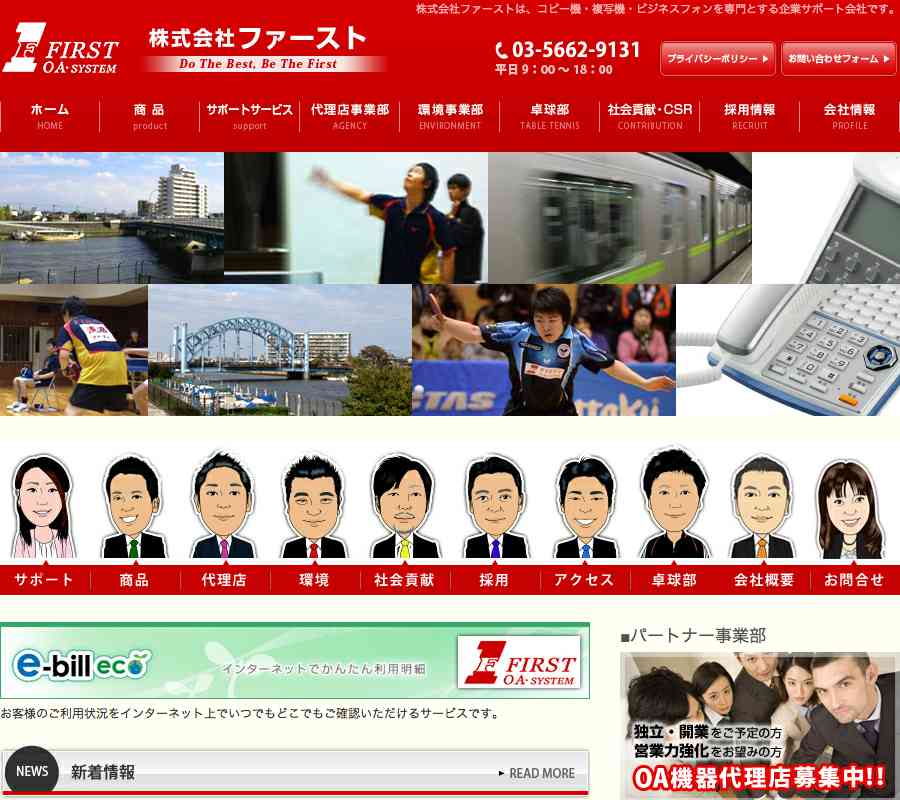 株式会社ファーストは、コピー機・複写機・ビジネスフォンを専門とする企業サポート会社です。
FIRST
OA・SYSTEM
株式会社ファースト
Do The Best, Be The First
03-5662-9131
平日 9：00 〜 18：00
プライバシーポリシー
お問い合わせフォーム
ホーム 商品 サポートサービス 代理店事業部 環境事業部 卓球部 社会貢献・CSR 採用情報 会社情報
HOME product support AGENCY ENVIRONMENT TABLE TENNIS CONTRIBUTION RECRUIT PROFILE
サポート 商品 代理店 環境 社会貢献 採用 アクセス 卓球部 会社概要 お問合せ
e-bill eco
インターネットでかんたん利用明細
FIRST
OA・SYSTEM
お客様のご利用状況をインターネット上でいつでもどこでもご確認いただけるサービスです。
NEWS 新着情報
READ MORE
■パートナー事業部
独立・開業をご予定の方
営業力強化をお望みの方
OA機器代理店募集中!!